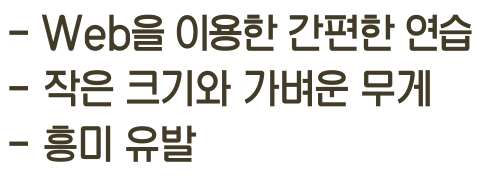 - Web을 이용한 간편한 연습
- 작은 크기와 가벼운 무게
- 흥미 유발